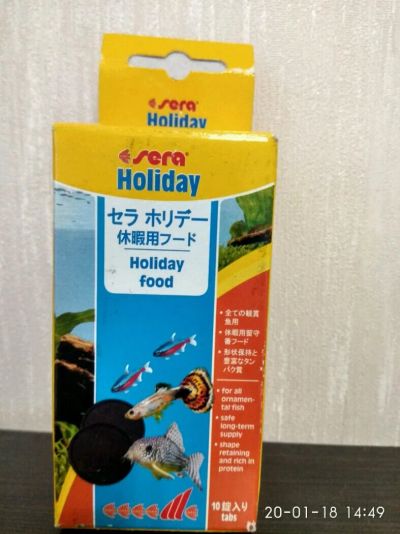 sera
Holiday
sera
Holiday
セラ ホリデー
休暇用フード
Holiday
food
・全ての観賞
魚用
・休暇用留守
番フード
・形状保持と
豊富なタン
パク質
• for all
ornamen-
tal fish
• safe
long-term
supply
• shape
retaining
and rich in
protein
10錠入り
tabs
20-01-18 14:49